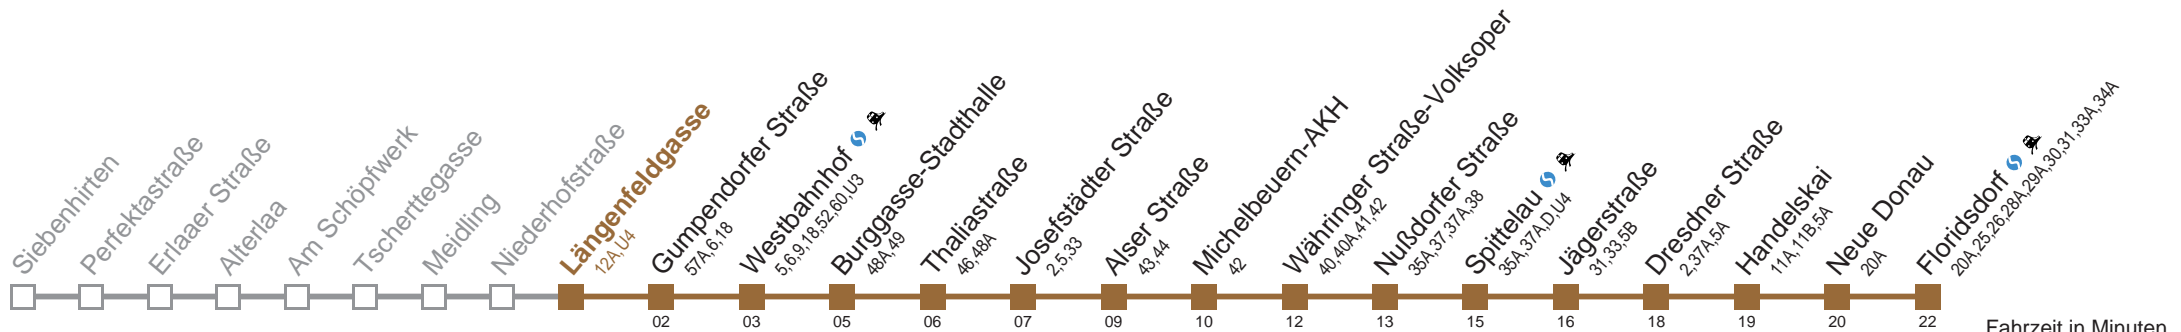 Siebenhirten
Perfektastraße
Erlaaer Straße
Alterlaa
Am Schöpfwerk
Tscherttegasse
Meidling
Niederhofstraße
Längenfeldgasse
12A,U4
Gumpendorfer Straße
57A,6,18
Westbahnhof
5,6,9,18,52,60,U3
Burggasse-Stadthalle
48A,49
Thaliastraße
46,48A
Josefstädter Straße
2,5,33
Alser Straße
43,44
Michelbeuern-AKH
42
Währinger Straße-Volksoper
40,40A,41,42
Nußdorfer Straße
35A,37,37A,38
Spittelau
35A,37A,D,U4
Jägerstraße
31,33,5B
Dresdner Straße
2,37A,5A
Handelskai
11A,11B,5A
Neue Donau
20A
Floridsdorf
20A,25,26,28A,29A,30,31,33A,34A
02 03 05 06 07 09 10 12 13 15 16 18 19 20 22
Fahrzeit in Minuten